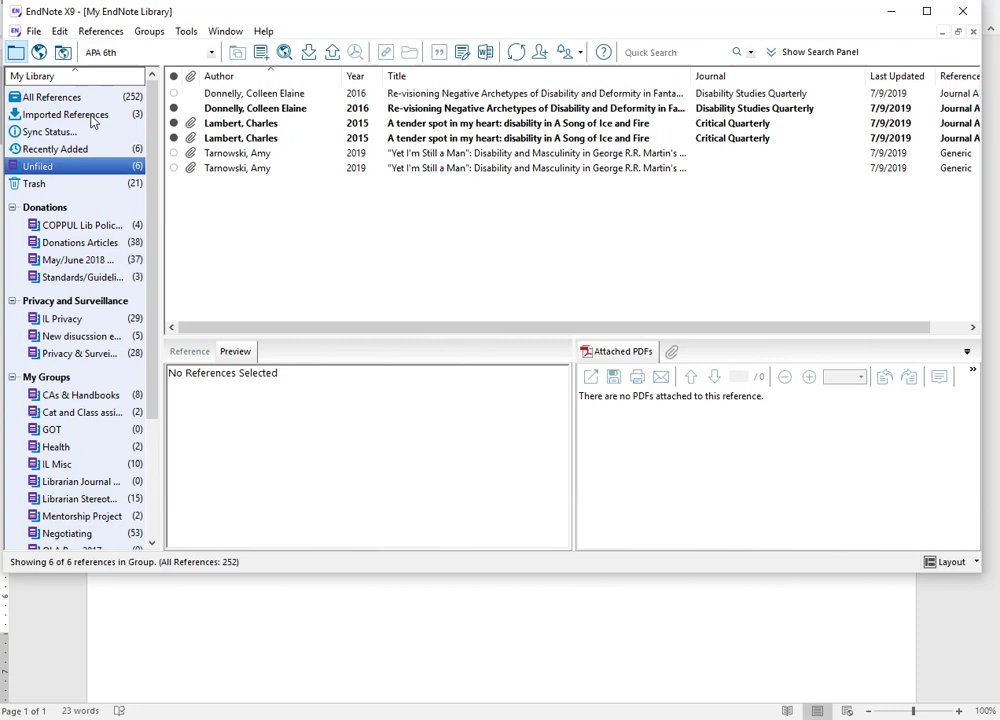 EndNote X9 - [My EndNote Library]
File Edit References Groups Tools Window Help
APA 6th Quick Search Show Search Panel
My Library
All References (252)
Imported References (3)
Sync Status...
Recently Added (6)
Unfiled (6)
Trash (21)
Donations
COPPUL Lib Polic... (4)
Donations Articles (38)
May/June 2018 ... (37)
Standards/Guideli... (3)
Privacy and Surveillance
IL Privacy (29)
New disucssion e... (5)
Privacy & Survei... (28)
My Groups
CAs & Handbooks (8)
Cat and Class assi... (2)
GOT (0)
Health (2)
IL Misc (10)
Librarian Journal ... (0)
Librarian Stereot... (15)
Mentorship Project (2)
Negotiating (53)
Author Year Title Journal Last Updated Reference
Donnelly, Colleen Elaine 2016 Re-visioning Negative Archetypes of Disability and Deformity in Fanta... Disability Studies Quarterly 7/9/2019 Journal A
Donnelly, Colleen Elaine 2016 Re-visioning Negative Archetypes of Disability and Deformity in Fa... Disability Studies Quarterly 7/9/2019 Journal A
Lambert, Charles 2015 A tender spot in my heart: disability in A Song of Ice and Fire Critical Quarterly 7/9/2019 Journal A
Lambert, Charles 2015 A tender spot in my heart: disability in A Song of Ice and Fire Critical Quarterly 7/9/2019 Journal A
Tarnowski, Amy 2019 "Yet I'm Still a Man": Disability and Masculinity in George R.R. Martin's ... 7/9/2019 Generic
Tarnowski, Amy 2019 "Yet I'm Still a Man": Disability and Masculinity in George R.R. Martin's ... 7/9/2019 Generic
Reference Preview
No References Selected
Attached PDFs
/ 0
There are no PDFs attached to this reference.
Showing 6 of 6 references in Group. (All References: 252)
Layout
Page 1 of 1 23 words
100%